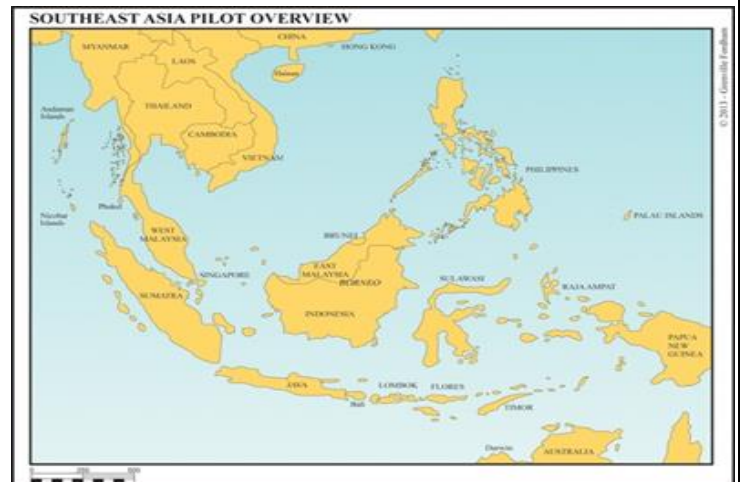 SOUTHEAST ASIA PILOT OVERVIEW
CHINA
HONG KONG
MYANMAR
LAOS
Hainan
Andaman
Islands
THAILAND
CAMBODIA
VIETNAM
PHILIPPINES
Nicobar
Islands
Phuket
PALAU ISLANDS
WEST
MALAYSIA
BRUNEI
SINGAPORE
EAST
MALAYSIA
BORNEO
SULAWASI
RAJA AMPAT
SUMATRA
INDONESIA
PAPUA
NEW
GUINEA
JAVA
LOMBOK
FLORES
Bali
TIMOR
Darwin
AUSTRALIA
© 2013 - Grenville Fordham